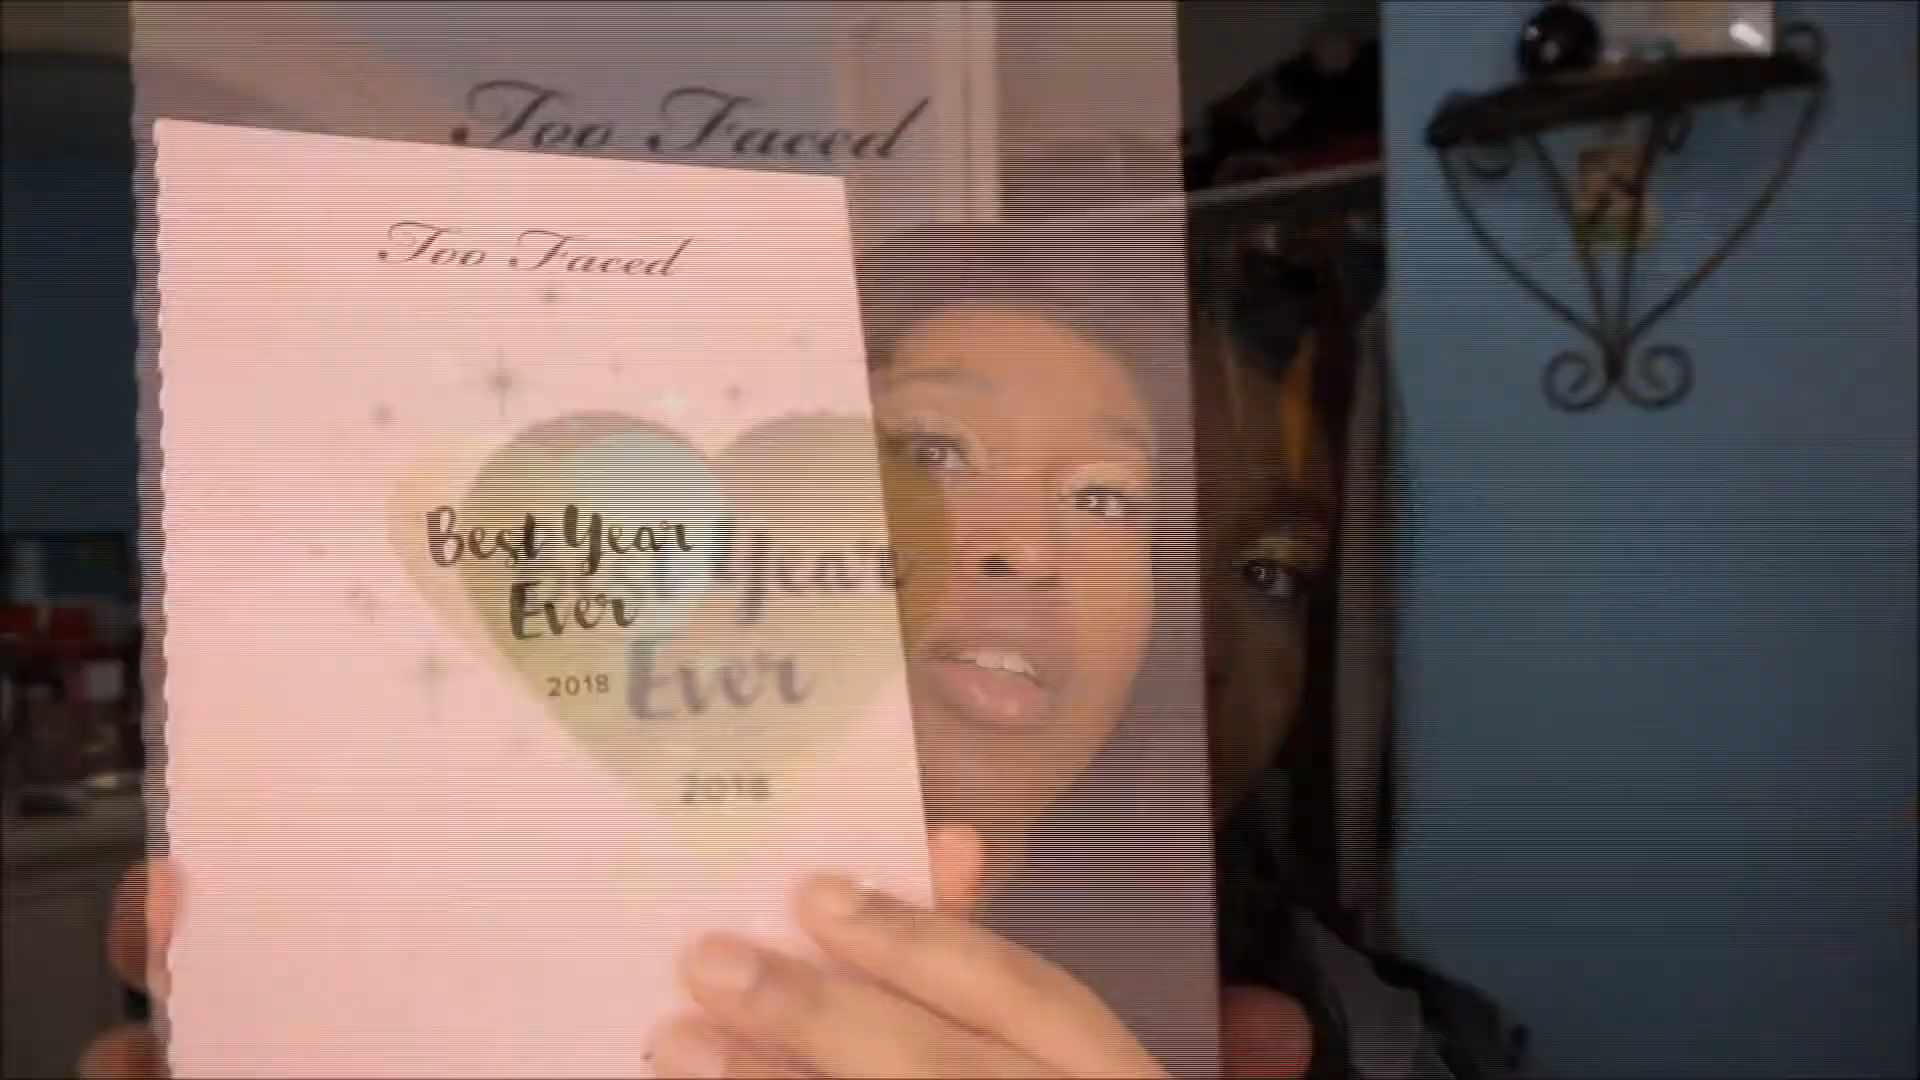 Too Faced
Too Faced
Best Year
Ever
2018
Year
Ever
2018